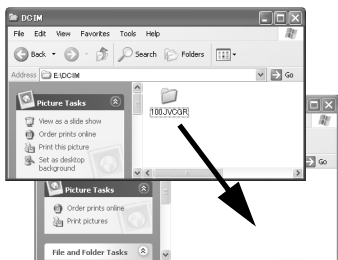 DCIM
File Edit View Favorites Tools Help
Back Search Folders
Address E:\DCIM Go
Picture Tasks
View as a slide show
Order prints online
Print this picture
Set as desktop
background
100JVCGR
Go
Picture Tasks
Order prints online
Print pictures
File and Folder Tasks